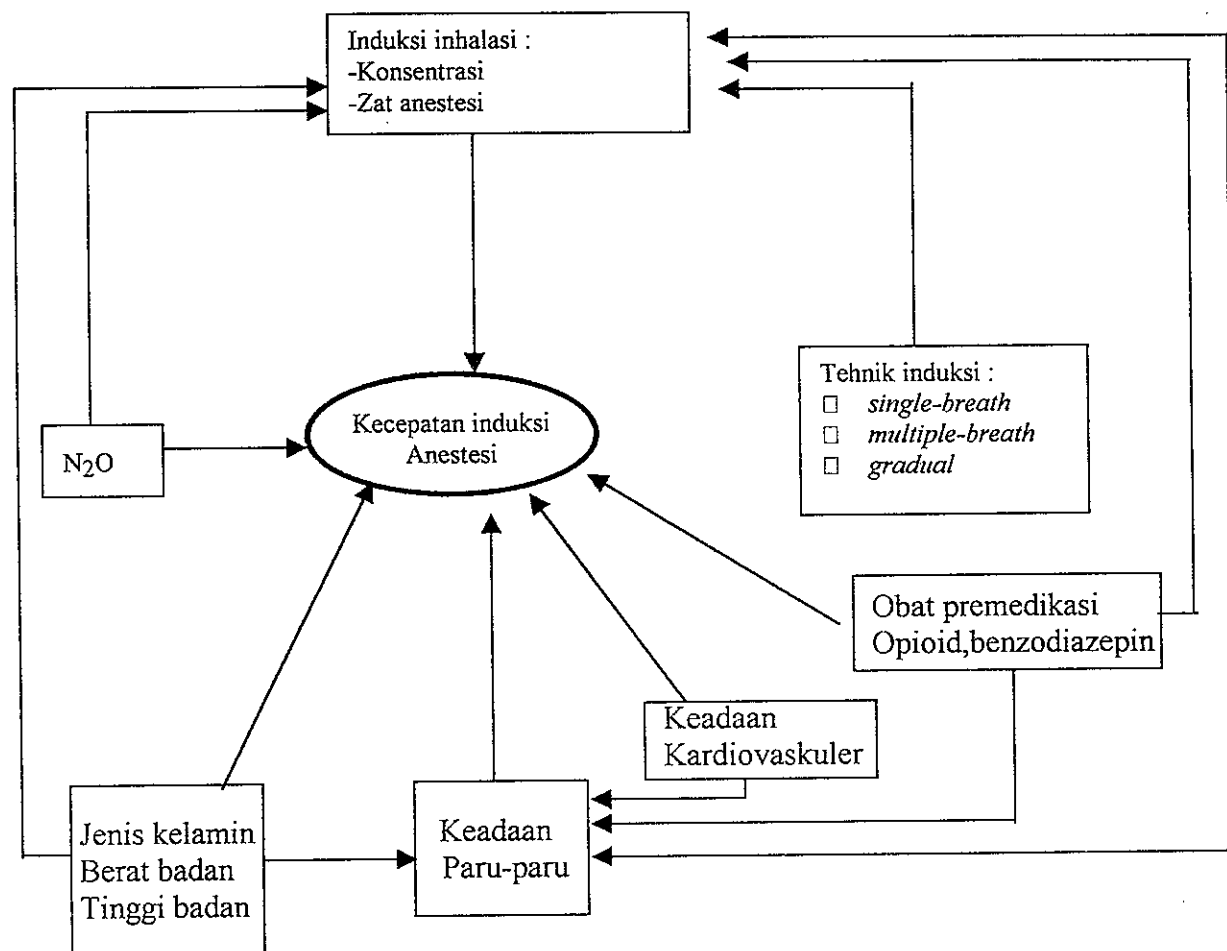 Induksi inhalasi :
-Konsentrasi
-Zat anestesi
Kecepatan induksi
Anestesi
N₂O
Tehnik induksi :
□ single-breath
□ multiple-breath
□ gradual
Obat premedikasi
Opioid,benzodiazepin
Keadaan
Kardiovaskuler
Jenis kelamin
Berat badan
Tinggi badan
Keadaan
Paru-paru